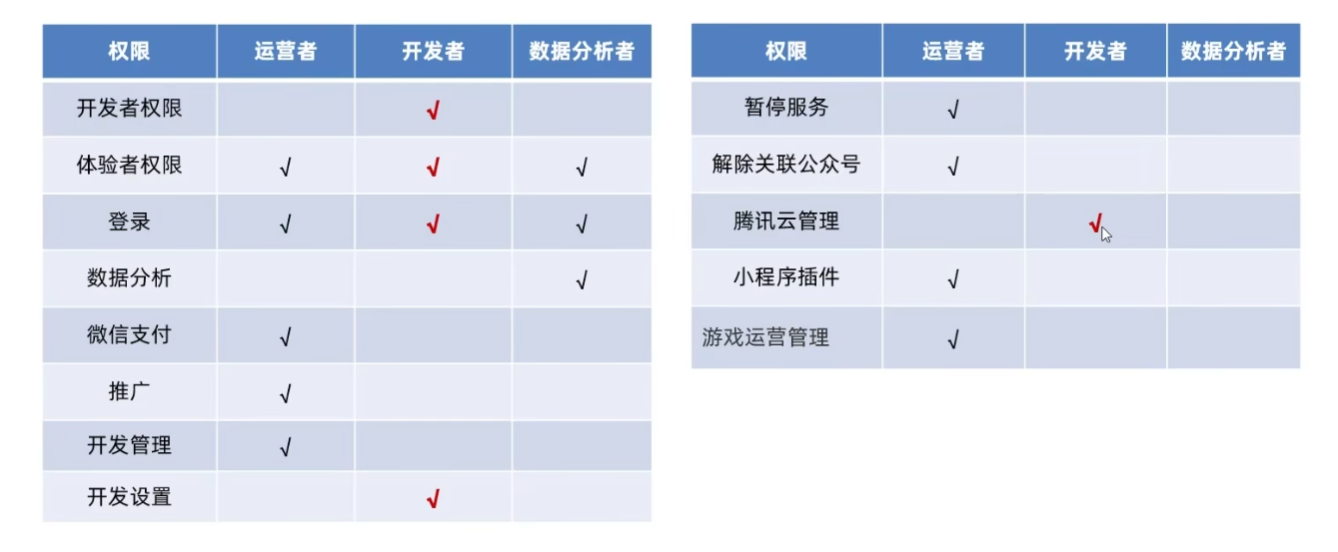 权限 运营者 开发者 数据分析者
开发者权限 √
体验者权限 √ √ √
登录 √ √ √
数据分析 √
微信支付 √
推广 √
开发管理 √
开发设置 √
权限 运营者 开发者 数据分析者
暂停服务 √
解除关联公众号 √
腾讯云管理 √
小程序插件 √
游戏运营管理 √